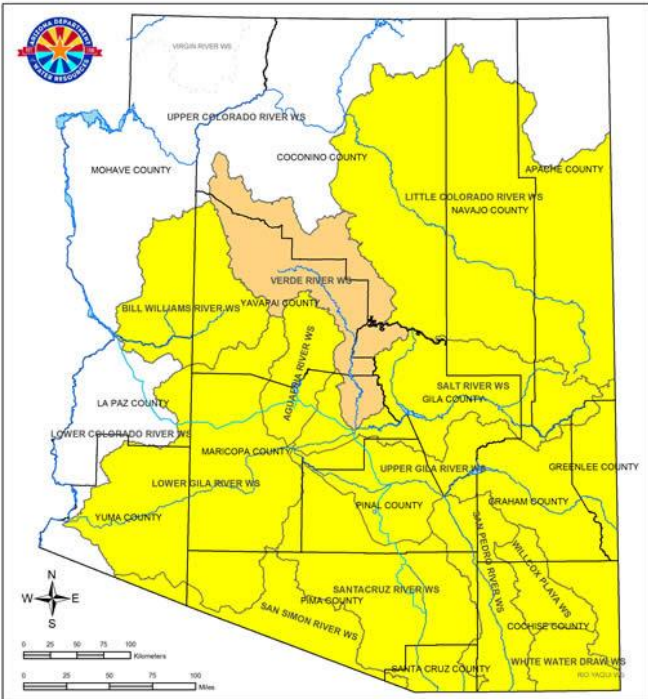 ARIZONA DEPARTMENT
OF WATER RESOURCES
VIRGIN RIVER WS
UPPER COLORADO RIVER WS
COCONINO COUNTY
MOHAVE COUNTY
APACHE COUNTY
LITTLE COLORADO RIVER WS
NAVAJO COUNTY
VERDE RIVER WS
YAVAPAI COUNTY
BILL WILLIAMS RIVER WS
AGUA FRIA RIVER WS
SALT RIVER WS
GILA COUNTY
LA PAZ COUNTY
LOWER COLORADO RIVER WS
MARICOPA COUNTY
UPPER GILA RIVER WS
GREENLEE COUNTY
LOWER GILA RIVER WS
GRAHAM COUNTY
PINAL COUNTY
YUMA COUNTY
SAN PEDRO RIVER WS
WILLCOX PLAYA WS
SANTACRUZ RIVER WS
PIMA COUNTY
SAN SIMON RIVER WS
COCHISE COUNTY
SANTA CRUZ COUNTY
WHITE WATER DRAW WS
RIO YAQUI WS
N
W E
S
0 25 50 75 100
Kilometers
0 25 50 100
Miles